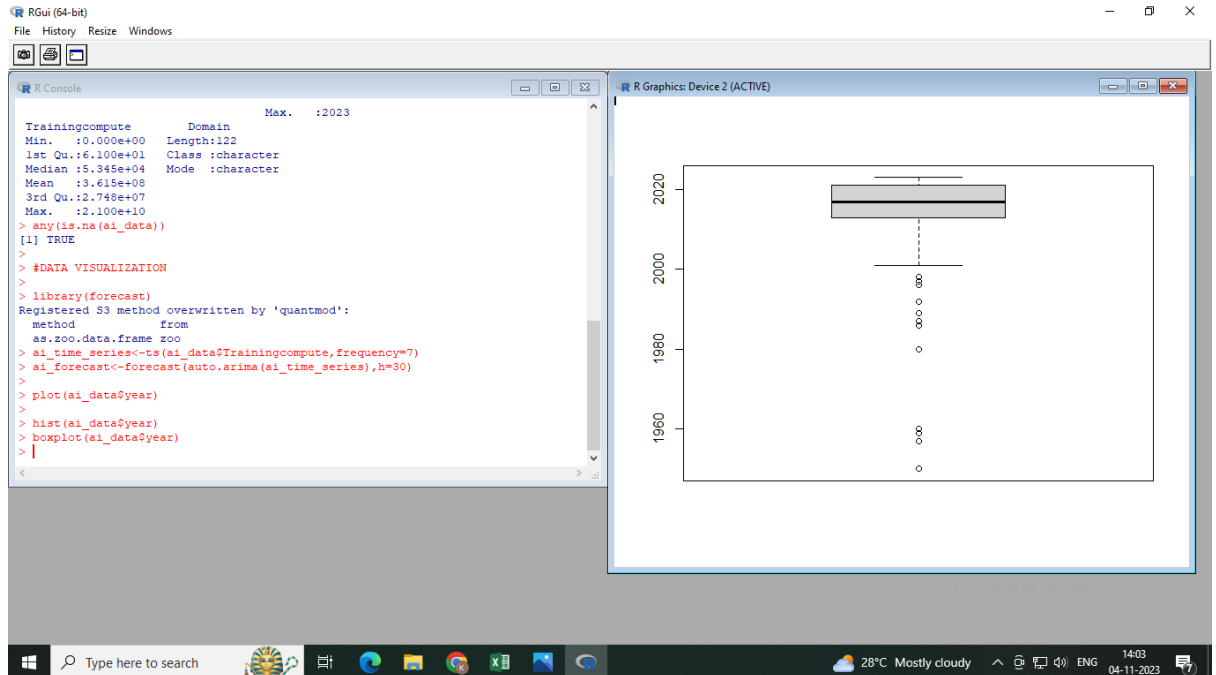 RGui (64-bit)
File History Resize Windows
R Console
Max. :2023
Trainingcompute Domain
Min. :0.000e+00 Length:122
1st Qu.:6.100e+01 Class :character
Median :5.345e+04 Mode :character
Mean :3.615e+08
3rd Qu.:2.748e+07
Max. :2.100e+10
> any(is.na(ai_data))
[1] TRUE
>
> #DATA VISUALIZATION
>
> library(forecast)
Registered S3 method overwritten by 'quantmod':
method from
as.zoo.data.frame zoo
> ai_time_series<-ts(ai_data$Trainingcompute,frequency=7)
> ai_forecast<-forecast(auto.arima(ai_time_series),h=30)
>
> plot(ai_data$year)
>
> hist(ai_data$year)
> boxplot(ai_data$year)
>
R Graphics: Device 2 (ACTIVE)
2020
2000
1980
1960
Type here to search
28°C Mostly cloudy
ENG
14:03
04-11-2023
7